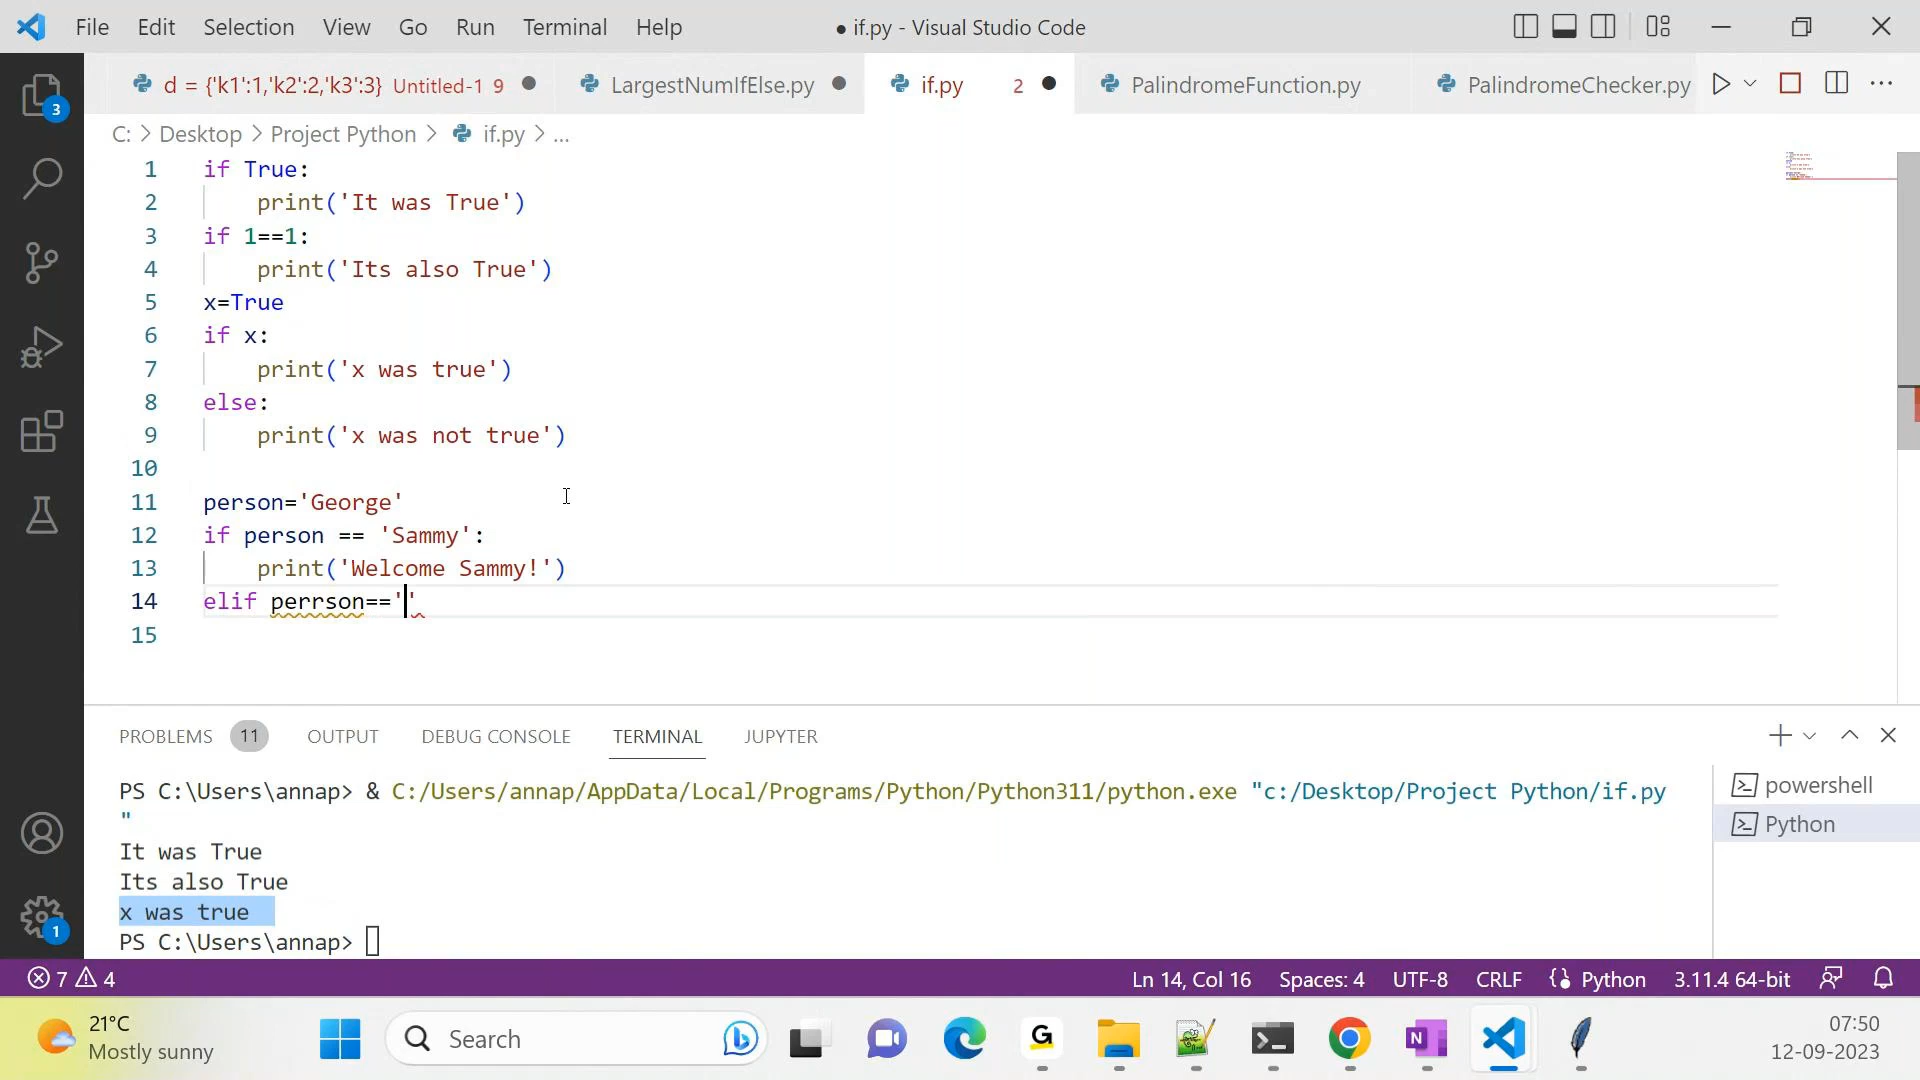 File Edit Selection View Go Run Terminal Help ● if.py - Visual Studio Code
3 d = {'k1':1,'k2':2,'k3':3} Untitled-1 9 LargestNumIfElse.py if.py 2 PalindromeFunction.py PalindromeChecker.py
C: > Desktop > Project Python > if.py > ...
1 if True:
2 print('It was True')
3 if 1==1:
4 print('Its also True')
5 x=True
6 if x:
7 print('x was true')
8 else:
9 print('x was not true')
10
11 person='George'
12 if person == 'Sammy':
13 print('Welcome Sammy!')
14 elif perrson==''
15
PROBLEMS 11 OUTPUT DEBUG CONSOLE TERMINAL JUPYTER
PS C:\Users\annap> & C:/Users/annap/AppData/Local/Programs/Python/Python311/python.exe "c:/Desktop/Project Python/if.py
"
It was True
Its also True
x was true
PS C:\Users\annap>
powershell
Python
1
7 4 Ln 14, Col 16 Spaces: 4 UTF-8 CRLF Python 3.11.4 64-bit
21°C
Mostly sunny
Search
G
N
07:50
12-09-2023